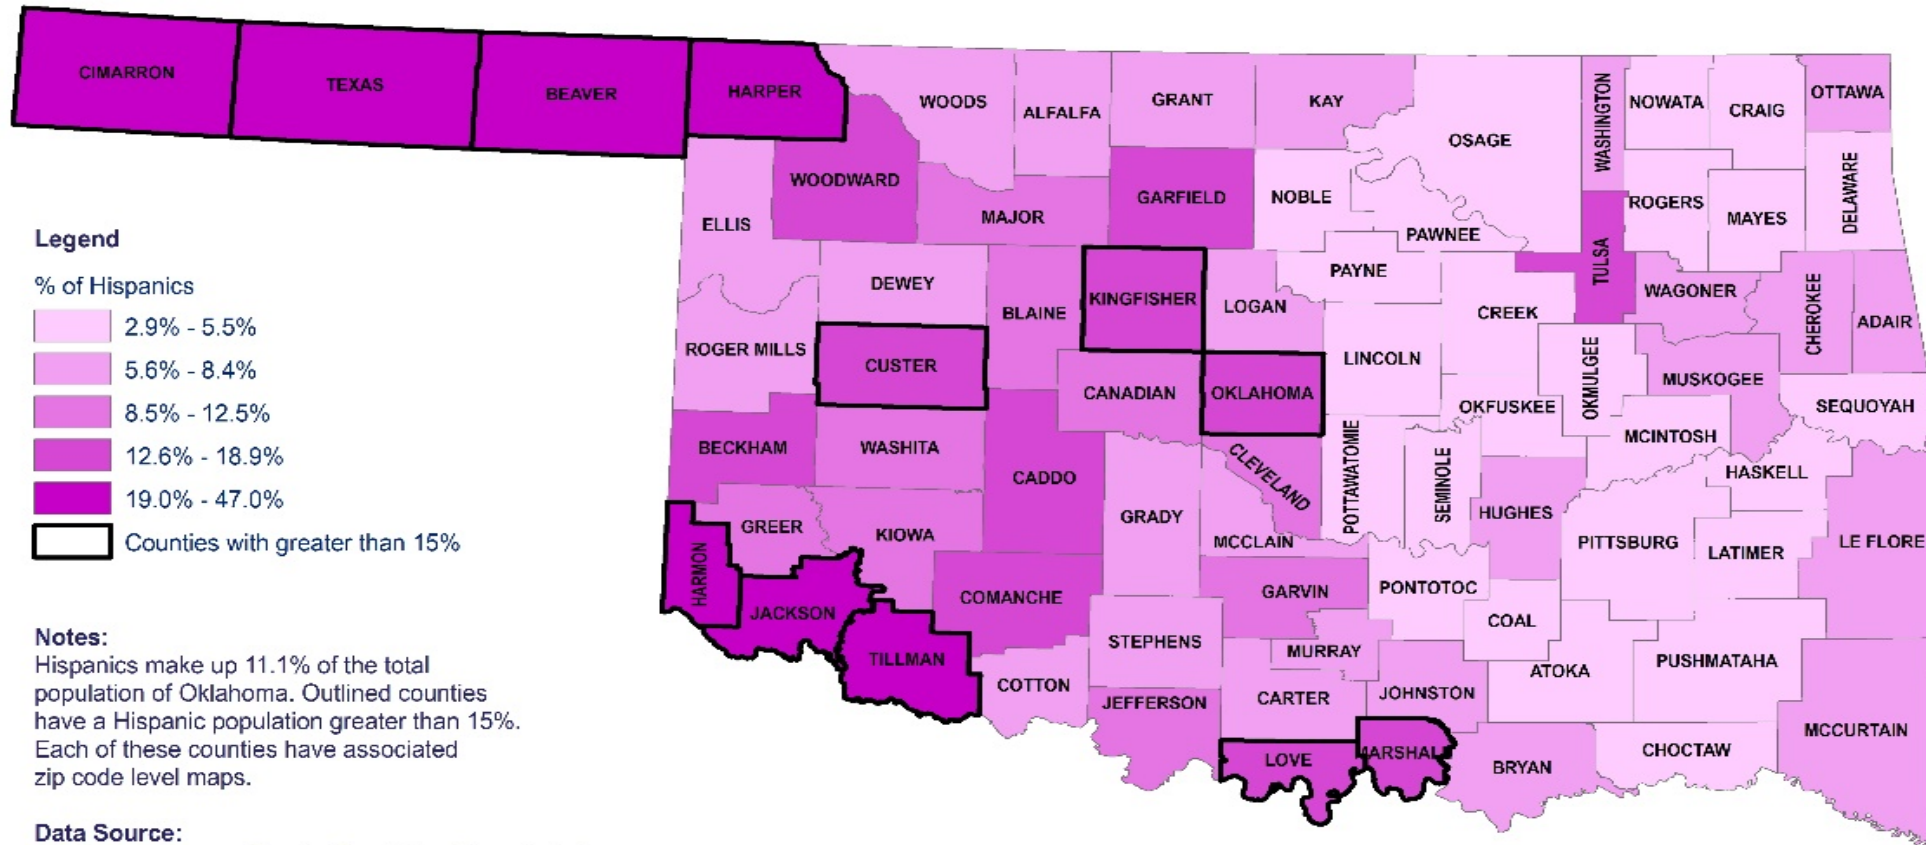 CIMARRON
TEXAS
BEAVER
HARPER
WOODS
ALFALFA
GRANT
KAY
OSAGE
WASHINGTON
NOWATA
CRAIG
OTTAWA
WOODWARD
ELLIS
MAJOR
GARFIELD
NOBLE
PAWNEE
ROGERS
MAYES
DELAWARE
TULSA
DEWEY
BLAINE
KINGFISHER
LOGAN
PAYNE
CREEK
WAGONER
CHEROKEE
ADAIR
ROGER MILLS
CUSTER
CANADIAN
OKLAHOMA
LINCOLN
OKFUSKEE
OKMULGEE
MUSKOGEE
SEQUOYAH
MCINTOSH
BECKHAM
WASHITA
CADDO
GRADY
CLEVELAND
POTTAWATOMIE
SEMINOLE
HUGHES
HASKELL
PITTSBURG
LATIMER
LE FLORE
GREER
KIOWA
HARMON
JACKSON
TILLMAN
COMANCHE
COTTON
MCCLAIN
GARVIN
PONTOTOC
COAL
STEPHENS
MURRAY
JEFFERSON
CARTER
JOHNSTON
ATOKA
PUSHMATAHA
MCCURTAIN
LOVE
MARSHALL
BRYAN
CHOCTAW
Legend
% of Hispanics
2.9% - 5.5%
5.6% - 8.4%
8.5% - 12.5%
12.6% - 18.9%
19.0% - 47.0%
Counties with greater than 15%
Notes:
Hispanics make up 11.1% of the total
population of Oklahoma. Outlined counties
have a Hispanic population greater than 15%.
Each of these counties have associated
zip code level maps.
Data Source: